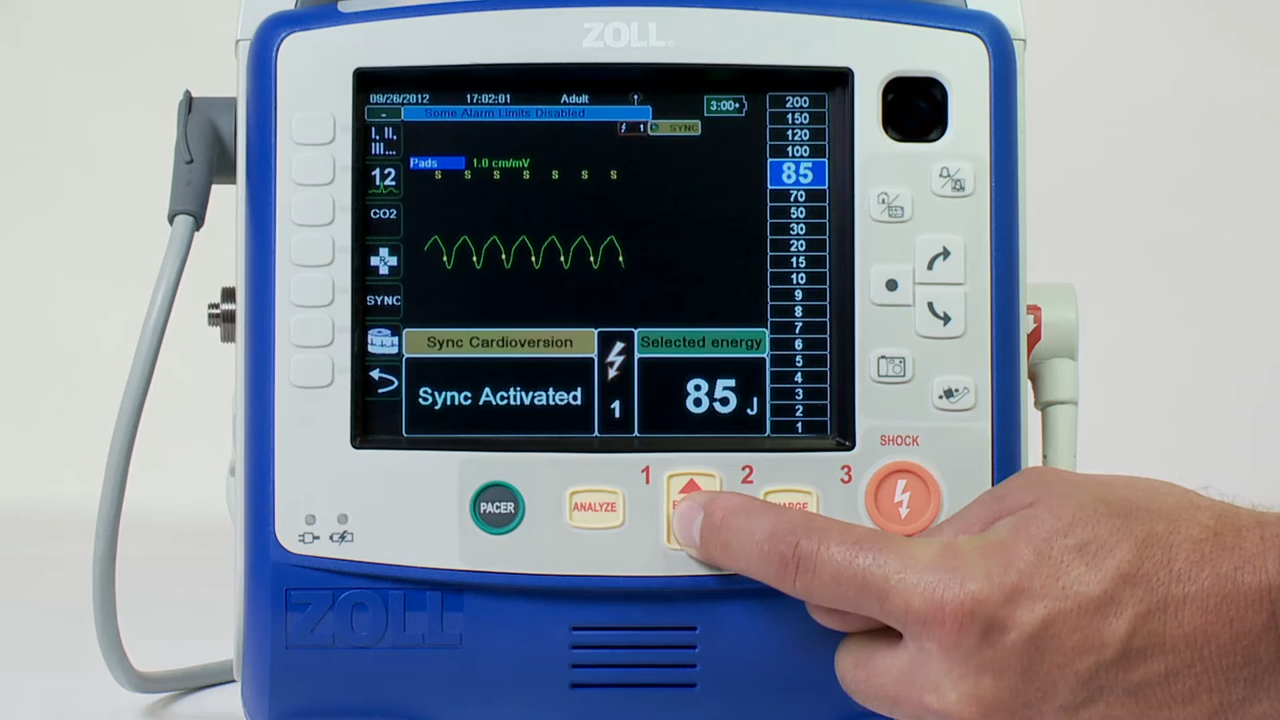 ZOLL
09/26/2012 17:02:01 Adult 3:00+
- Some Alarm Limits Disabled
1 SYNC
I, II,
III...
Pads 1.0 cm/mV
S S S S S S S
12
CO2
Rx
SYNC
Sync Cardioversion
Sync Activated
1
Selected energy
85 J
200
150
120
100
85
70
50
30
20
15
10
9
8
7
6
5
4
3
2
1
SHOCK
1 2 3
PACER ANALYZE
ZOLL